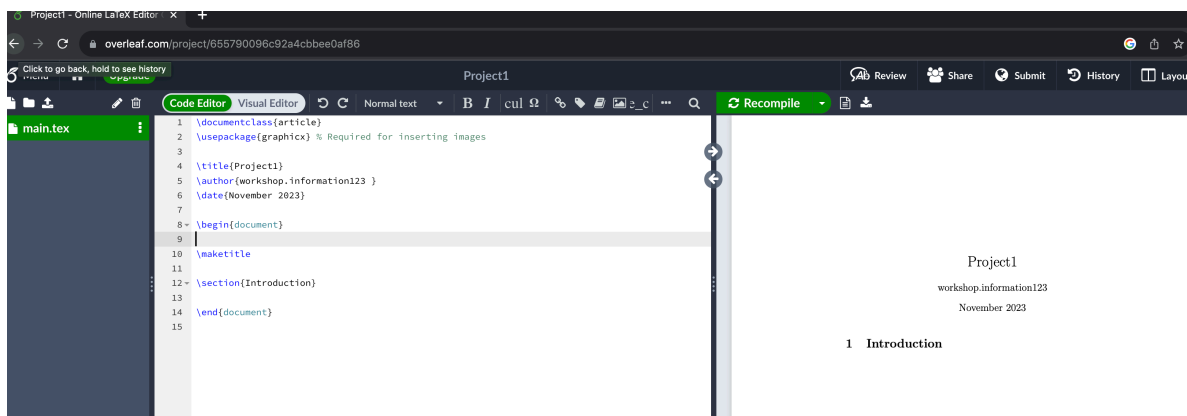 Project1 - Online LaTeX Editor
overleaf.com/project/655790096c92a4cbbee0af86
Click to go back, hold to see history
Menu Upgrade Project1 Review Share Submit History Layou
Code Editor Visual Editor Normal text B I Ω Recompile
main.tex
1 \documentclass{article}
2 \usepackage{graphicx} % Required for inserting images
3
4 \title{Project1}
5 \author{workshop.information123 }
6 \date{November 2023}
7
8 \begin{document}
9
10 \maketitle
11
12 \section{Introduction}
13
14 \end{document}
15
Project1
workshop.information123
November 2023
1 Introduction